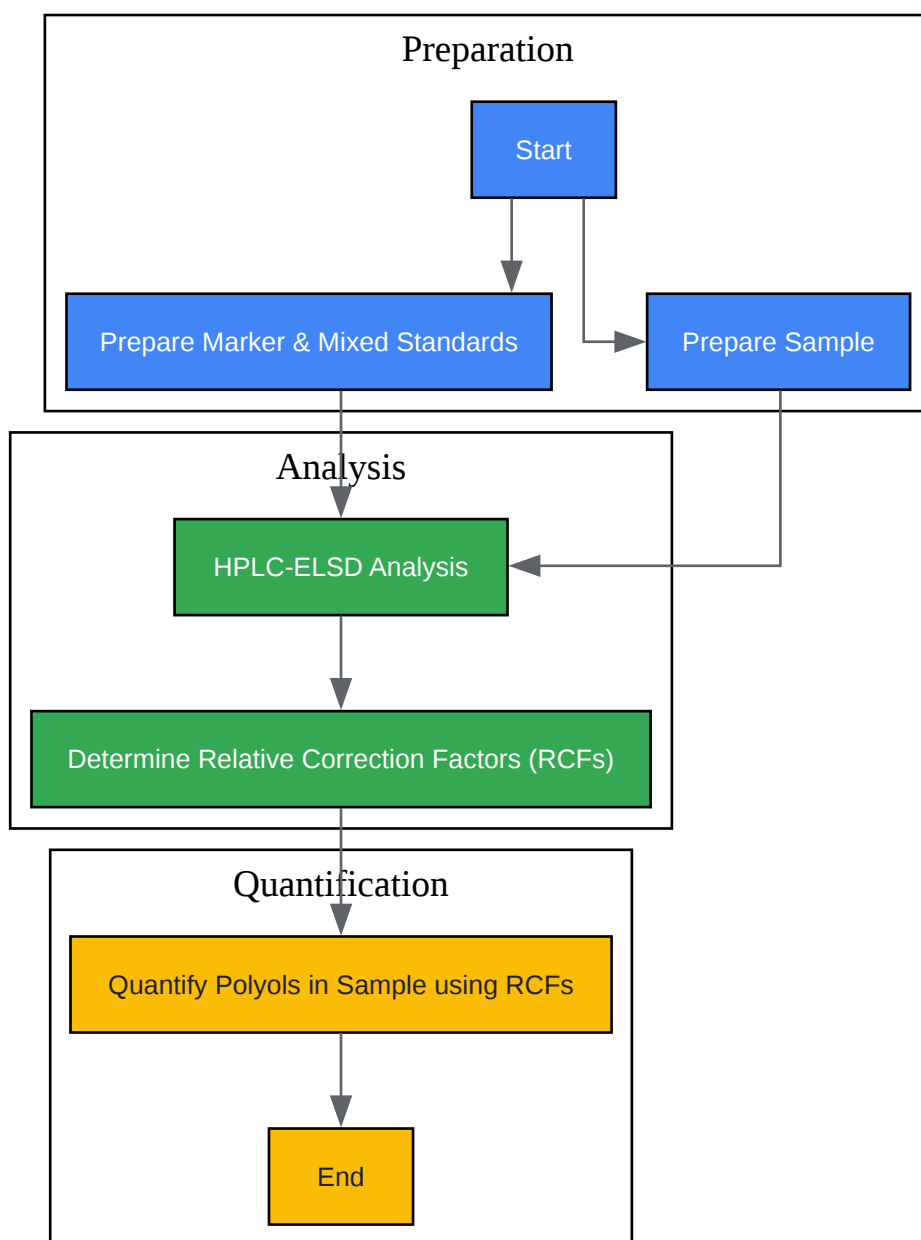 Preparation
Start
Prepare Marker & Mixed Standards
Prepare Sample
Analysis
HPLC-ELSD Analysis
Determine Relative Correction Factors (RCFs)
Quantification
Quantify Polyols in Sample using RCFs
End